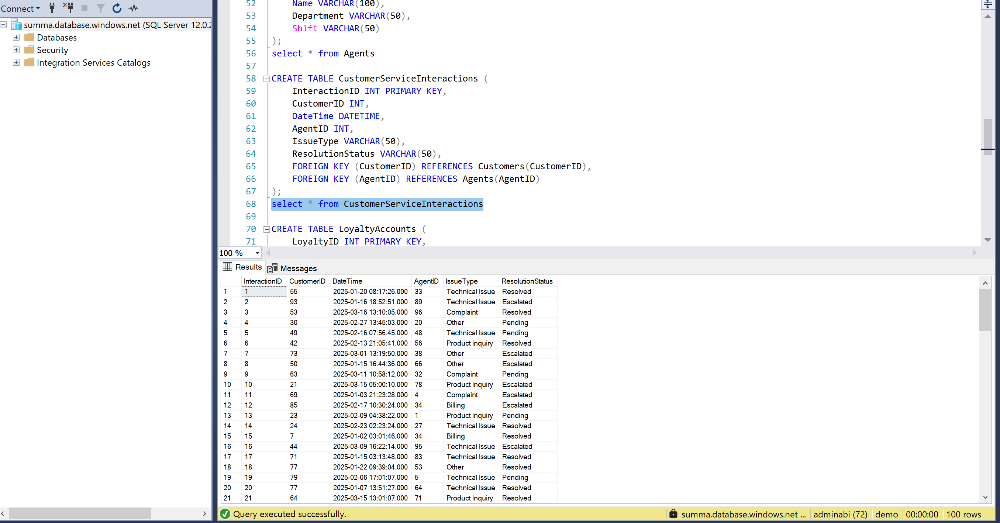 Connect
summa.database.windows.net (SQL Server 12.0.2
Databases
Security
Integration Services Catalogs
52 Name VARCHAR(100),
53 Department VARCHAR(50),
54 Shift VARCHAR(50)
55 );
56 select * from Agents
57
58 CREATE TABLE CustomerServiceInteractions (
59 InteractionID INT PRIMARY KEY,
60 CustomerID INT,
61 DateTime DATETIME,
62 AgentID INT,
63 IssueType VARCHAR(50),
64 ResolutionStatus VARCHAR(50),
65 FOREIGN KEY (CustomerID) REFERENCES Customers(CustomerID),
66 FOREIGN KEY (AgentID) REFERENCES Agents(AgentID)
67 );
68 select * from CustomerServiceInteractions
69
70 CREATE TABLE LoyaltyAccounts (
71 LoyaltyID INT PRIMARY KEY,
100 %
Results Messages
InteractionID CustomerID DateTime AgentID IssueType ResolutionStatus
1 1 55 2025-01-20 08:17:26.000 33 Technical Issue Resolved
2 2 93 2025-01-16 18:52:51.000 89 Technical Issue Escalated
3 3 53 2025-03-16 13:10:05.000 96 Complaint Resolved
4 4 30 2025-02-27 13:45:03.000 20 Other Pending
5 5 49 2025-02-16 07:56:45.000 48 Technical Issue Pending
6 6 42 2025-02-13 21:05:41.000 56 Product Inquiry Resolved
7 7 73 2025-03-01 13:19:50.000 38 Other Escalated
8 8 50 2025-01-15 16:44:36.000 66 Other Escalated
9 9 63 2025-03-11 10:58:12.000 32 Complaint Pending
10 10 21 2025-03-15 05:00:10.000 78 Product Inquiry Escalated
11 11 69 2025-01-03 21:23:28.000 4 Complaint Escalated
12 12 85 2025-02-17 10:30:24.000 34 Billing Escalated
13 13 23 2025-02-09 04:38:22.000 1 Product Inquiry Pending
14 14 24 2025-02-23 02:23:24.000 27 Technical Issue Resolved
15 15 7 2025-01-02 03:01:46.000 34 Billing Resolved
16 16 44 2025-03-09 16:22:14.000 95 Technical Issue Escalated
17 17 71 2025-01-15 03:13:48.000 83 Technical Issue Resolved
18 18 77 2025-01-22 09:39:04.000 53 Other Resolved
19 19 79 2025-02-06 17:01:07.000 5 Technical Issue Pending
20 20 77 2025-01-07 13:51:27.000 64 Technical Issue Resolved
21 21 64 2025-03-15 13:01:07.000 71 Product Inquiry Resolved
Query executed successfully. summa.database.windows.net ... adminabi (72) demo 00:00:00 100 rows